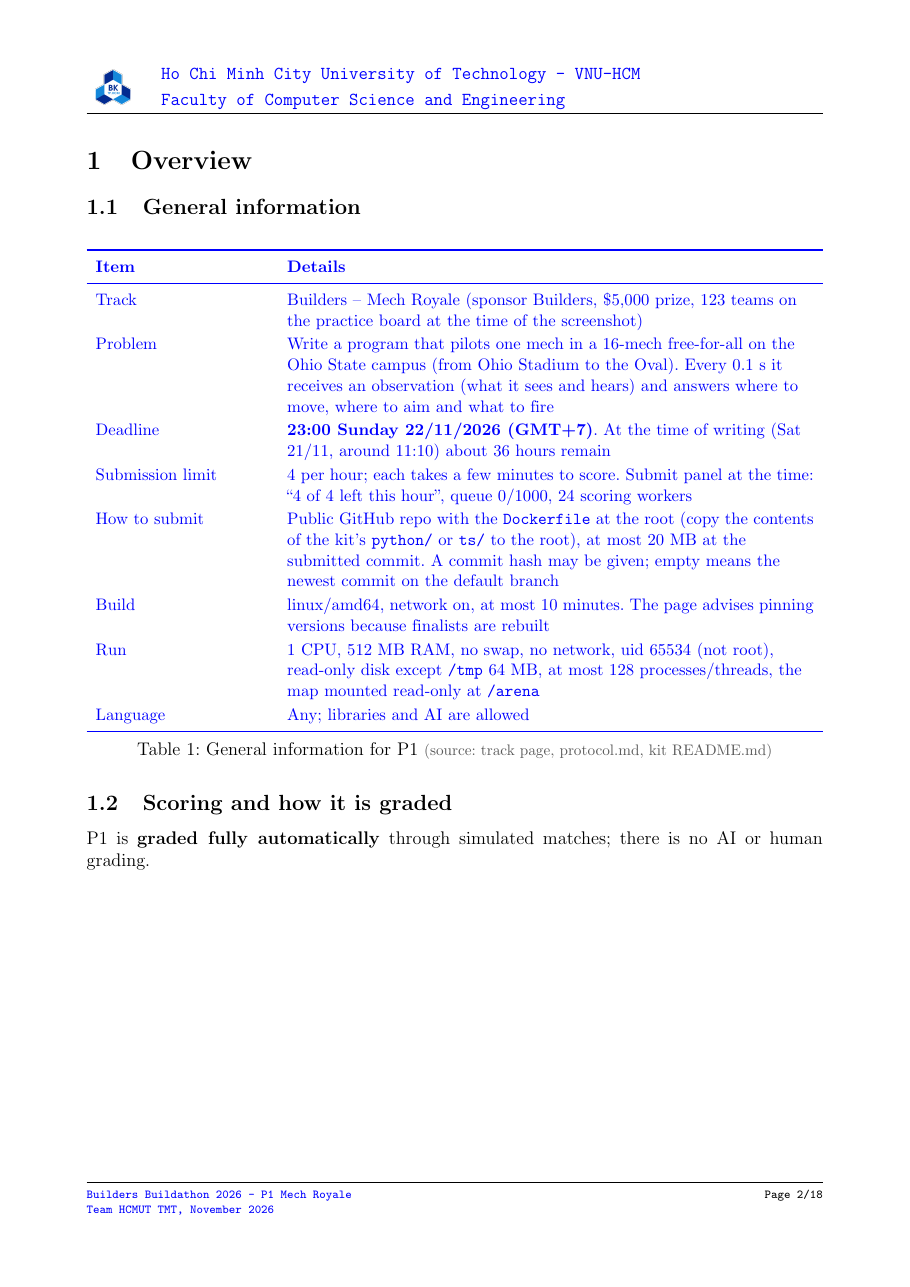 Ho Chi Minh City University of Technology - VNU-HCM
Faculty of Computer Science and Engineering
BK
1 Overview
1.1 General information
Item Details
Track Builders – Mech Royale (sponsor Builders, $5,000 prize, 123 teams on
the practice board at the time of the screenshot)
Problem Write a program that pilots one mech in a 16-mech free-for-all on the
Ohio State campus (from Ohio Stadium to the Oval). Every 0.1 s it
receives an observation (what it sees and hears) and answers where to
move, where to aim and what to fire
Deadline 23:00 Sunday 22/11/2026 (GMT+7). At the time of writing (Sat
21/11, around 11:10) about 36 hours remain
Submission limit 4 per hour; each takes a few minutes to score. Submit panel at the time:
“4 of 4 left this hour”, queue 0/1000, 24 scoring workers
How to submit Public GitHub repo with the Dockerfile at the root (copy the contents
of the kit's python/ or ts/ to the root), at most 20 MB at the
submitted commit. A commit hash may be given; empty means the
newest commit on the default branch
Build linux/amd64, network on, at most 10 minutes. The page advises pinning
versions because finalists are rebuilt
Run 1 CPU, 512 MB RAM, no swap, no network, uid 65534 (not root),
read-only disk except /tmp 64 MB, at most 128 processes/threads, the
map mounted read-only at /arena
Language Any; libraries and AI are allowed
Table 1: General information for P1 (source: track page, protocol.md, kit README.md)
1.2 Scoring and how it is graded
P1 is graded fully automatically through simulated matches; there is no AI or human
grading.
Builders Buildathon 2026 - P1 Mech Royale Page 2/18
Team HCMUT TMT, November 2026